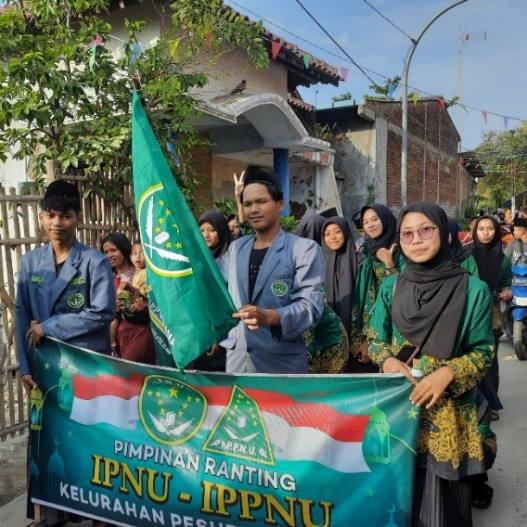 I.P.P.N.U.
PIMPINAN RANTING
IPNU - IPPNU
KELURAHAN